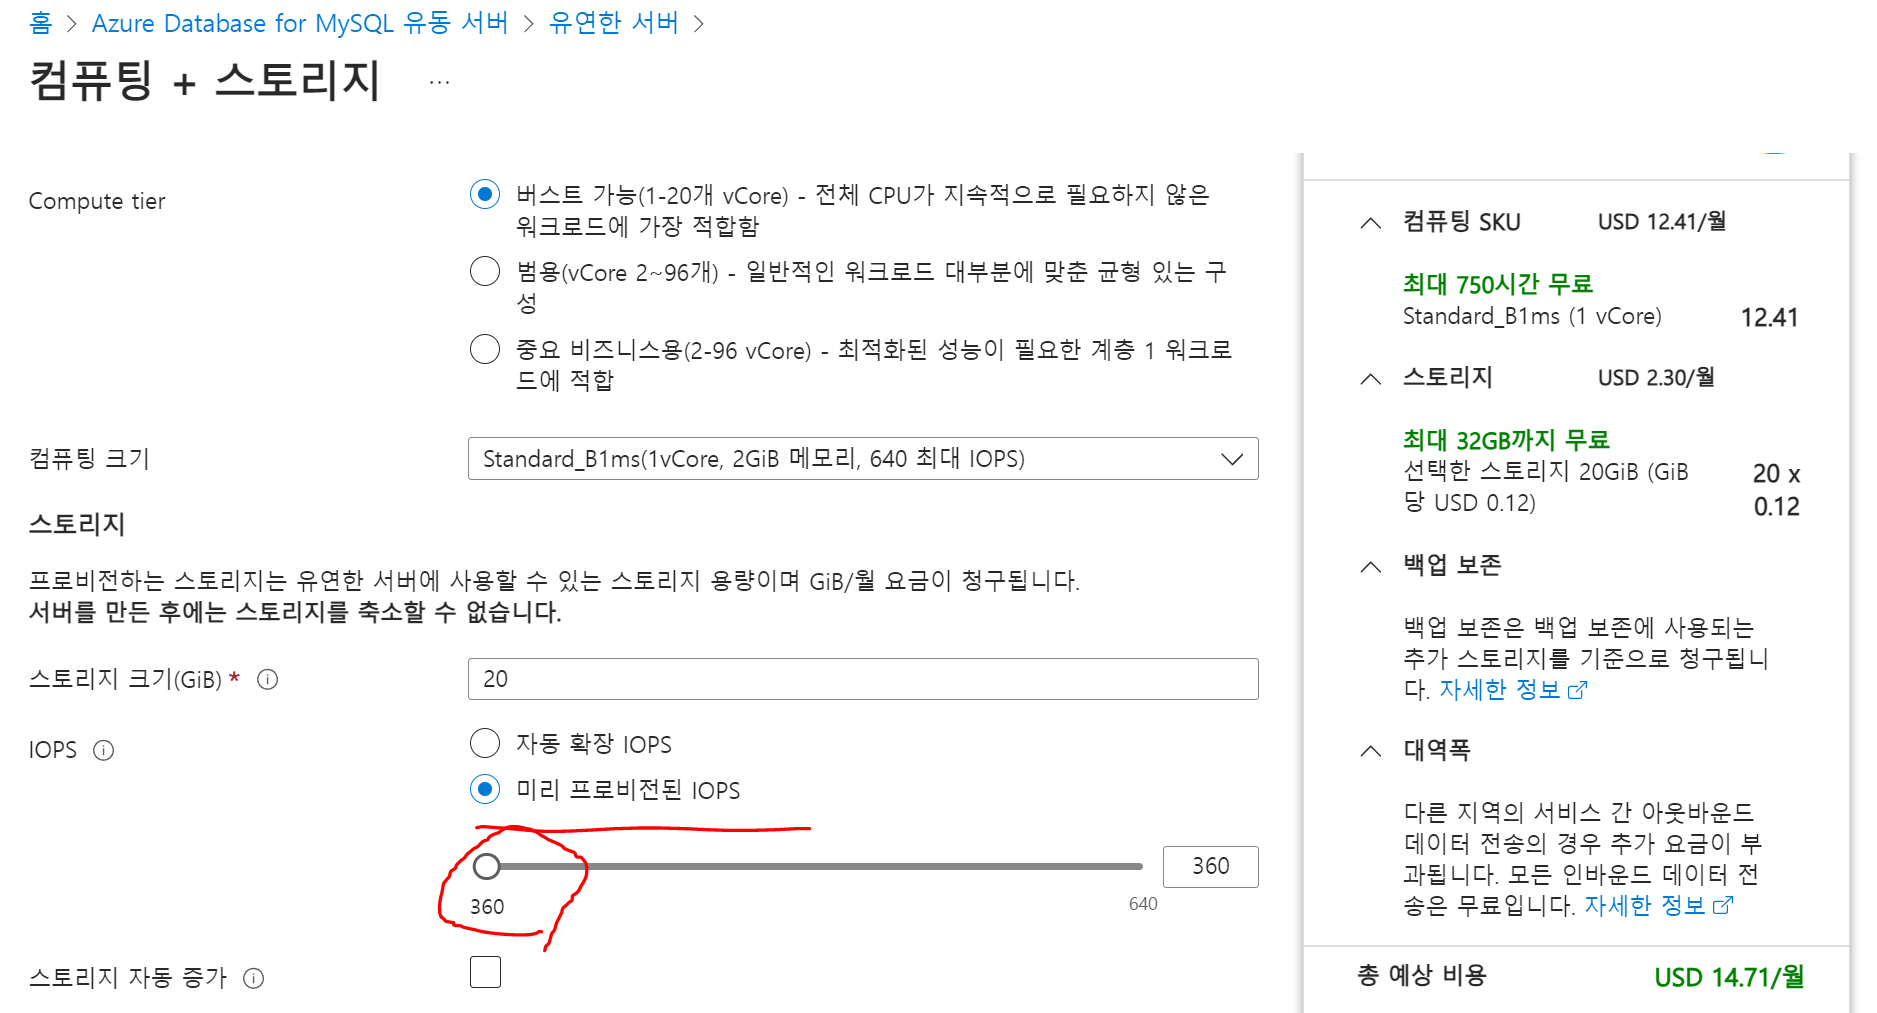 홈 > Azure Database for MySQL 유동 서버 > 유연한 서버 >
컴퓨팅 + 스토리지 ...
Compute tier
버스트 가능(1-20개 vCore) - 전체 CPU가 지속적으로 필요하지 않은
워크로드에 가장 적합함
범용(vCore 2~96개) - 일반적인 워크로드 대부분에 맞춘 균형 있는 구
성
중요 비즈니스용(2-96 vCore) - 최적화된 성능이 필요한 계층 1 워크로
드에 적합
컴퓨팅 크기
Standard_B1ms(1vCore, 2GiB 메모리, 640 최대 IOPS)
스토리지
프로비전하는 스토리지는 유연한 서버에 사용할 수 있는 스토리지 용량이며 GiB/월 요금이 청구됩니다.
서버를 만든 후에는 스토리지를 축소할 수 없습니다.
스토리지 크기(GiB) *
20
IOPS
자동 확장 IOPS
미리 프로비전된 IOPS
360
360
640
스토리지 자동 증가
컴퓨팅 SKU USD 12.41/월
최대 750시간 무료
Standard_B1ms (1 vCore) 12.41
스토리지 USD 2.30/월
최대 32GB까지 무료
선택한 스토리지 20GiB (GiB 20 x
당 USD 0.12) 0.12
백업 보존
백업 보존은 백업 보존에 사용되는
추가 스토리지를 기준으로 청구됩니
다. 자세한 정보
대역폭
다른 지역의 서비스 간 아웃바운드
데이터 전송의 경우 추가 요금이 부
과됩니다. 모든 인바운드 데이터 전
송은 무료입니다. 자세한 정보
총 예상 비용 USD 14.71/월